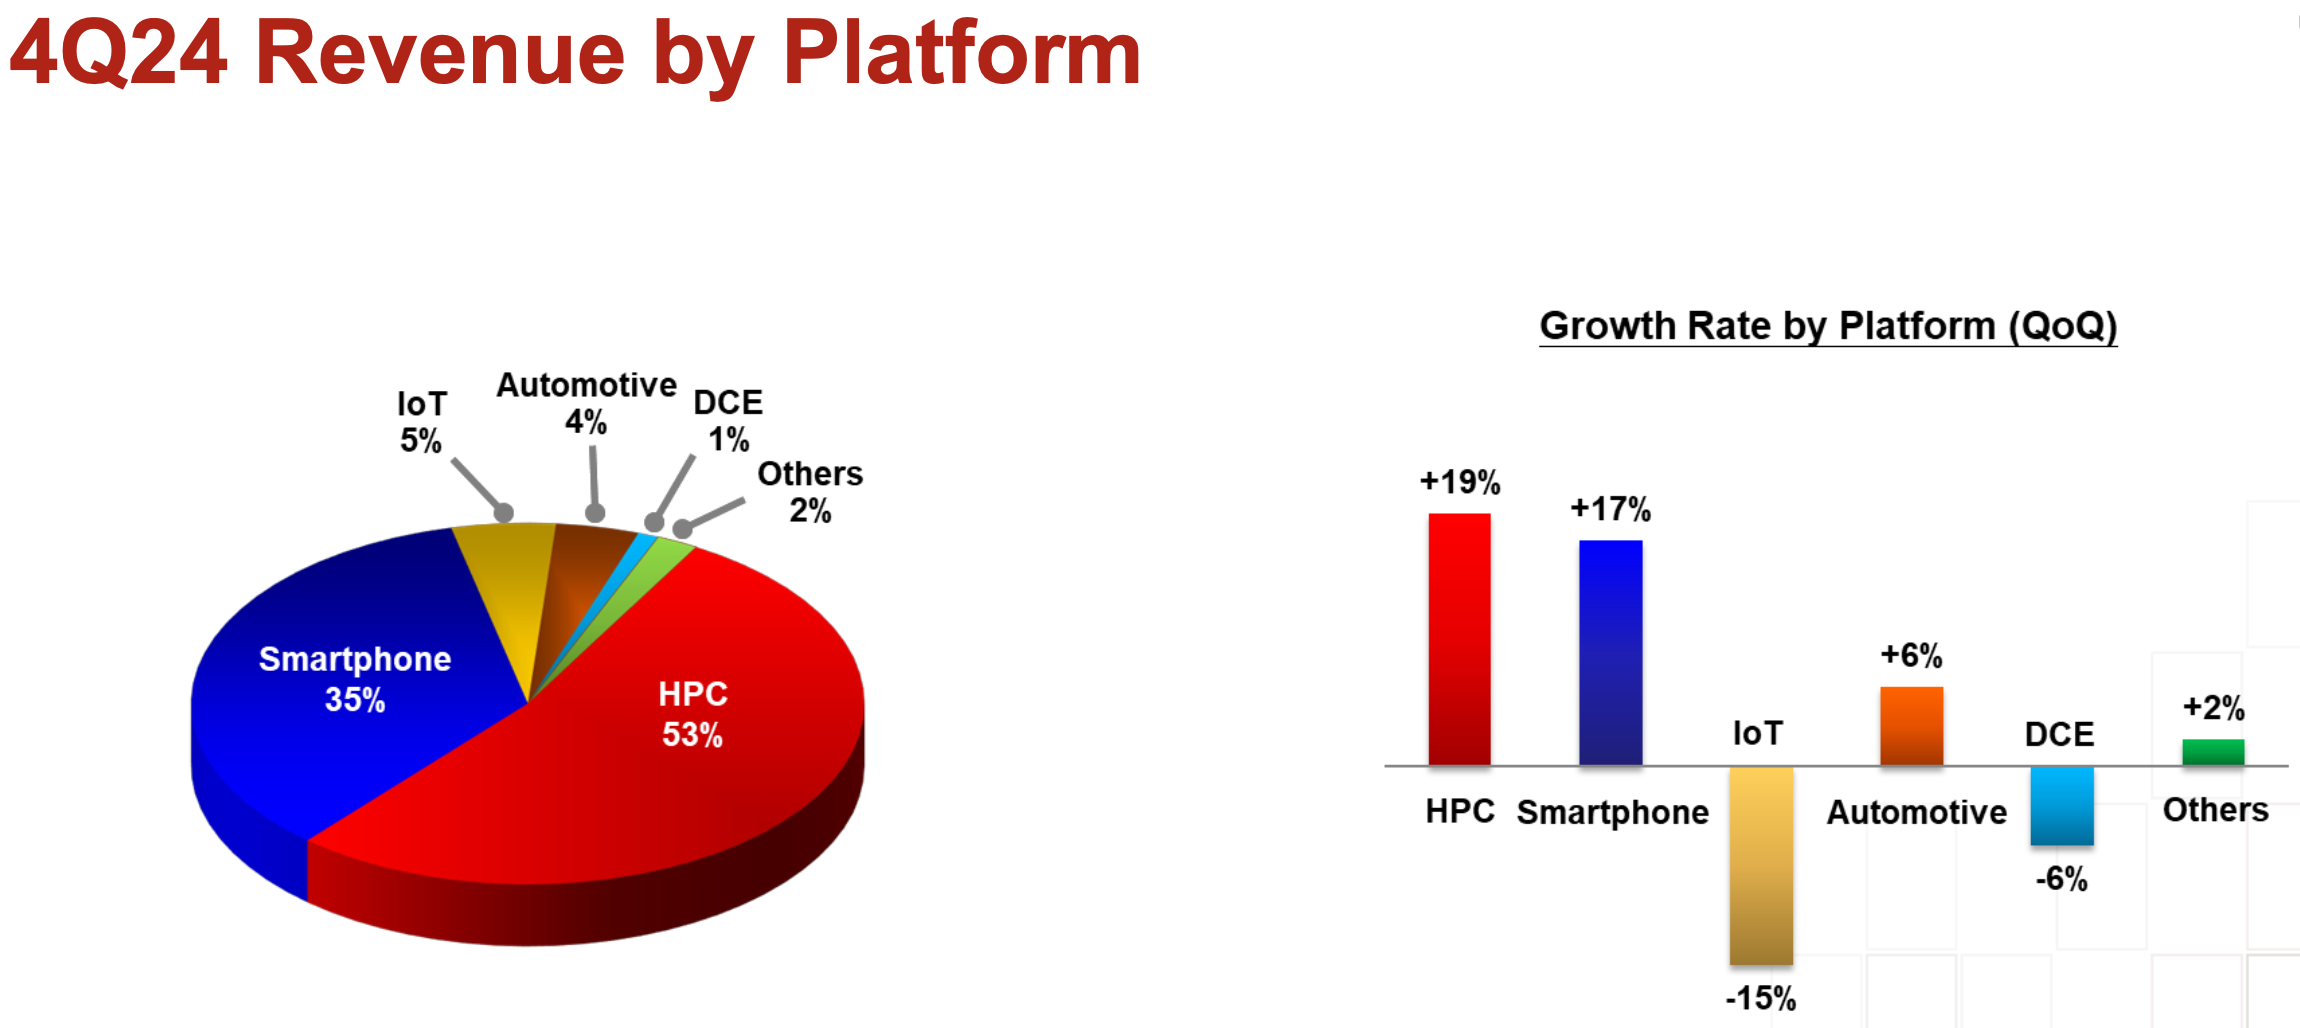 4Q24 Revenue by Platform
IoT
5%
Automotive
4%
DCE
1%
Others
2%
Smartphone
35%
HPC
53%
Growth Rate by Platform (QoQ)
+19%
HPC
+17%
Smartphone
IoT
-15%
+6%
Automotive
DCE
-6%
+2%
Others